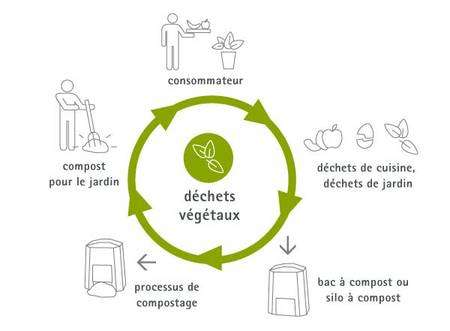 consommateur
déchets de cuisine,
déchets de jardin
bac à compost ou
silo à compost
processus de
compostage
compost
pour le jardin
déchets
végétaux